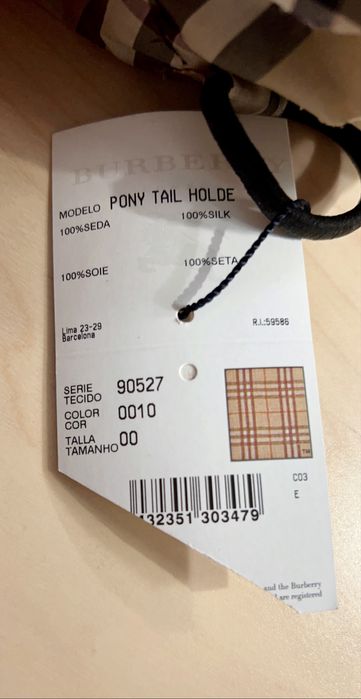 BURBERRY
MODELO PONY TAIL HOLDE
100%SEDA 100%SILK
100%SOIE 100%SETA
Lima 23-29
Barcelona
R.I.:59586
SERIE
TECIDO 90527
COLOR
COR 0010
TALLA
TAMANHO 00
TM
C03
E
32351 303479
and the Burberry
are registered